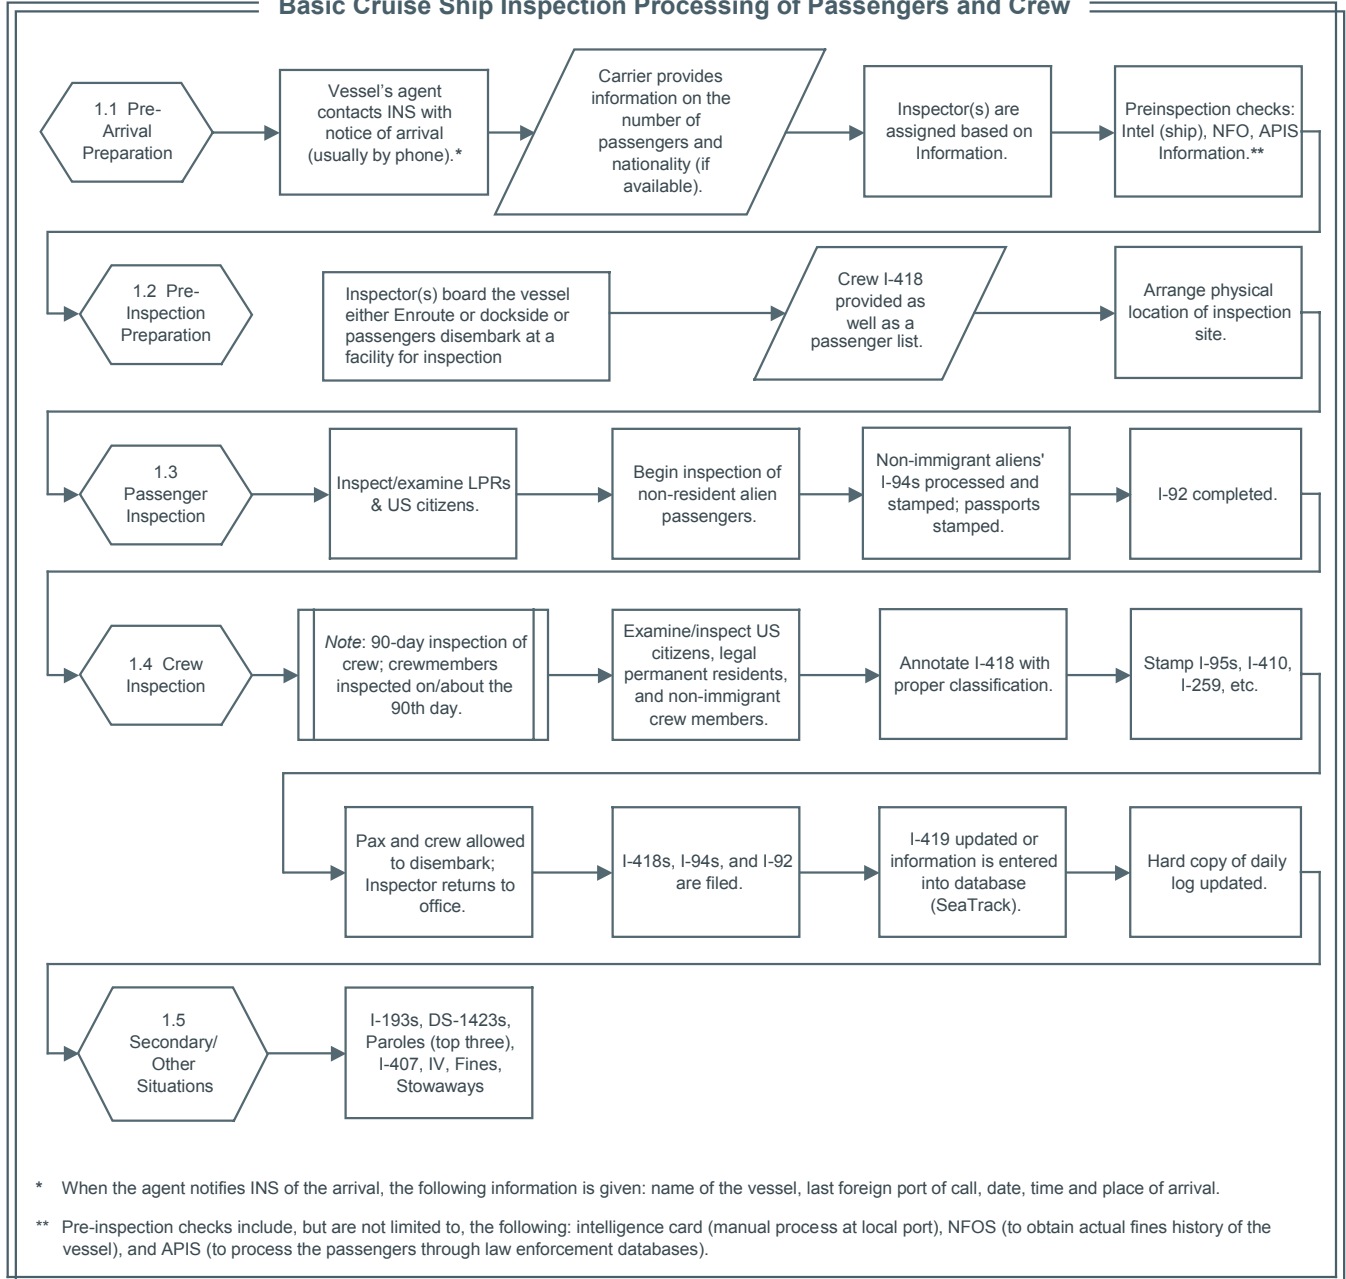 Basic Cruise Ship Inspection Processing of Passengers and Crew
1.1 Pre-
Arrival
Preparation
Vessel's agent
contacts INS with
notice of arrival
(usually by phone).*
Carrier provides
information on the
number of
passengers and
nationality (if
available).
Inspector(s) are
assigned based on
Information.
Preinspection checks:
Intel (ship), NFO, APIS
Information.**
1.2 Pre-
Inspection
Preparation
Inspector(s) board the vessel
either Enroute or dockside or
passengers disembark at a
facility for inspection
Crew I-418
provided as
well as a
passenger list.
Arrange physical
location of inspection
site.
1.3
Passenger
Inspection
Inspect/examine LPRs
& US citizens.
Begin inspection of
non-resident alien
passengers.
Non-immigrant aliens'
I-94s processed and
stamped; passports
stamped.
I-92 completed.
1.4 Crew
Inspection
Note: 90-day inspection of
crew; crewmembers
inspected on/about the
90th day.
Examine/inspect US
citizens, legal
permanent residents,
and non-immigrant
crew members.
Annotate I-418 with
proper classification.
Stamp I-95s, I-410,
I-259, etc.
Pax and crew allowed
to disembark;
Inspector returns to
office.
I-418s, I-94s, and I-92
are filed.
I-419 updated or
information is entered
into database
(SeaTrack).
Hard copy of daily
log updated.
1.5
Secondary/
Other
Situations
I-193s, DS-1423s,
Paroles (top three),
I-407, IV, Fines,
Stowaways
* When the agent notifies INS of the arrival, the following information is given: name of the vessel, last foreign port of call, date, time and place of arrival.
** Pre-inspection checks include, but are not limited to, the following: intelligence card (manual process at local port), NFOS (to obtain actual fines history of the
vessel), and APIS (to process the passengers through law enforcement databases).